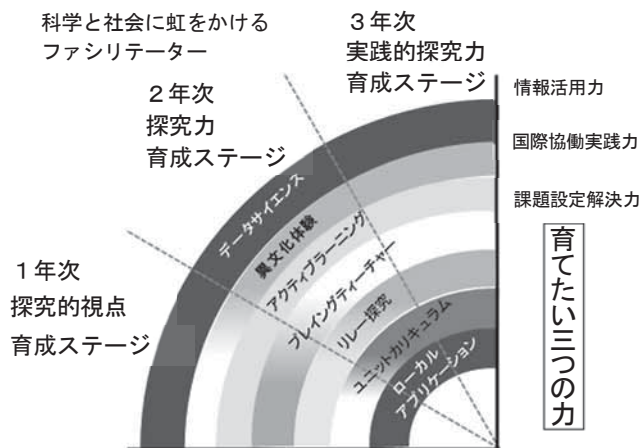 科学と社会に虹をかける
ファシリテーター
3年次
実践的探究力
育成ステージ
2年次
探究力
育成ステージ
1年次
探究的視点
育成ステージ
情報活用力
国際協働実践力
課題設定解決力
育てたい三つの力
データサイエンス
異文化体験
アクティブラーニング
プレイングティーチャー
リレー探究
ユニットカリキュラム
ローカル
アプリケーション